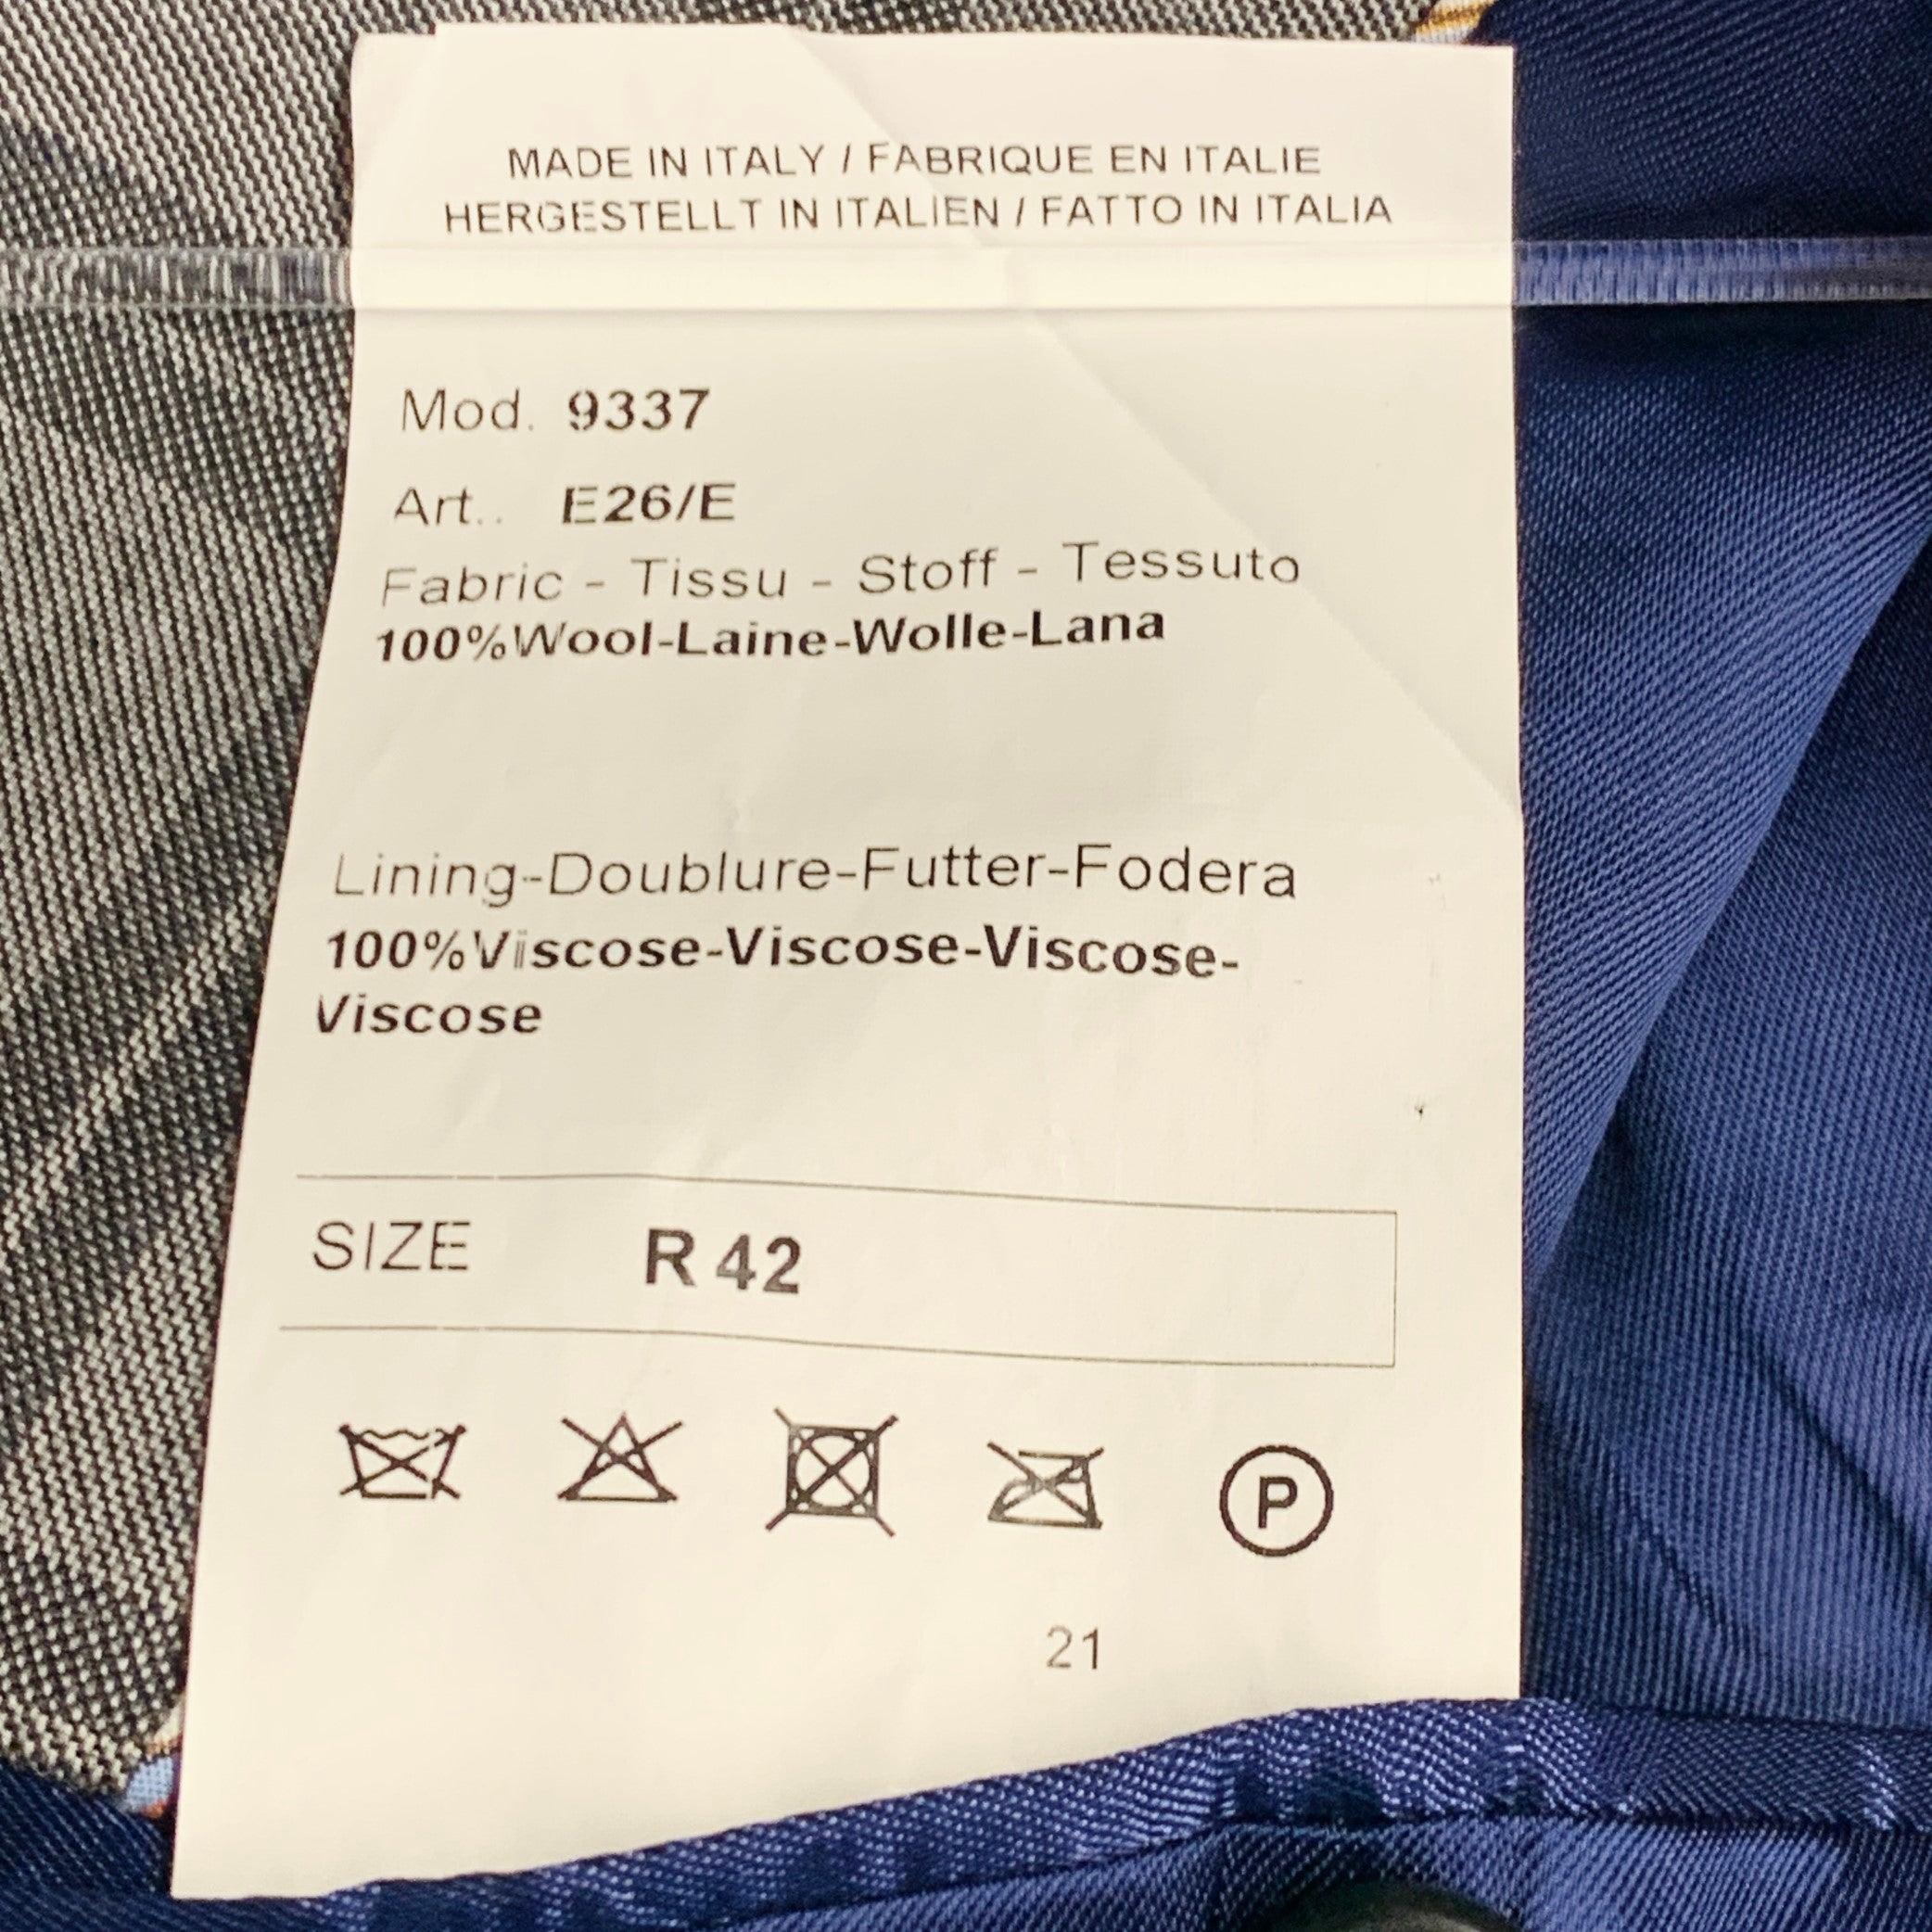 MADE IN ITALY / FABRIQUE EN ITALIE
HERGESTELLT IN ITALIEN / FATTO IN ITALIA
Mod. 9337
Art.. E26/E
Fabric - Tissu - Stoff - Tessuto
100%Wool-Laine-Wolle-Lana
Lining-Doublure-Futter-Fodera
100%Viscose-Viscose-Viscose-
Viscose
SIZE R 42
P
21